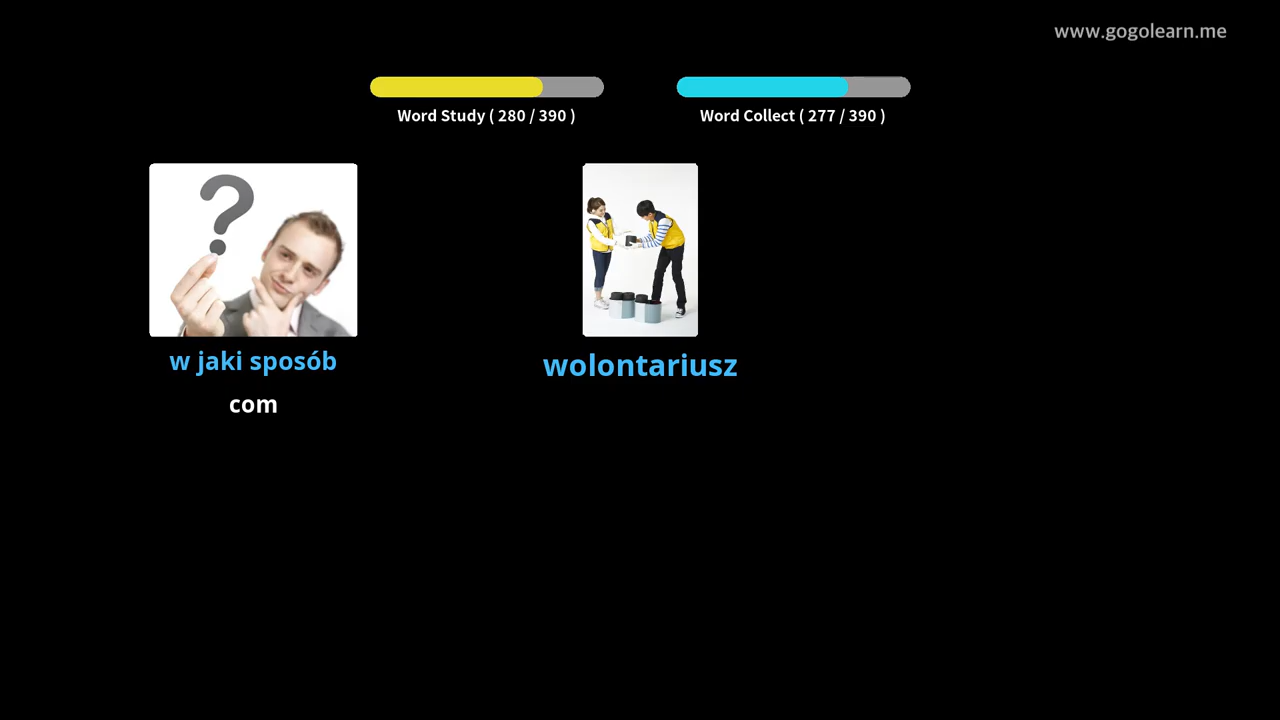 www.gogolearn.me
Word Study ( 280 / 390 )
Word Collect ( 277 / 390 )
w jaki sposób
com
wolontariusz